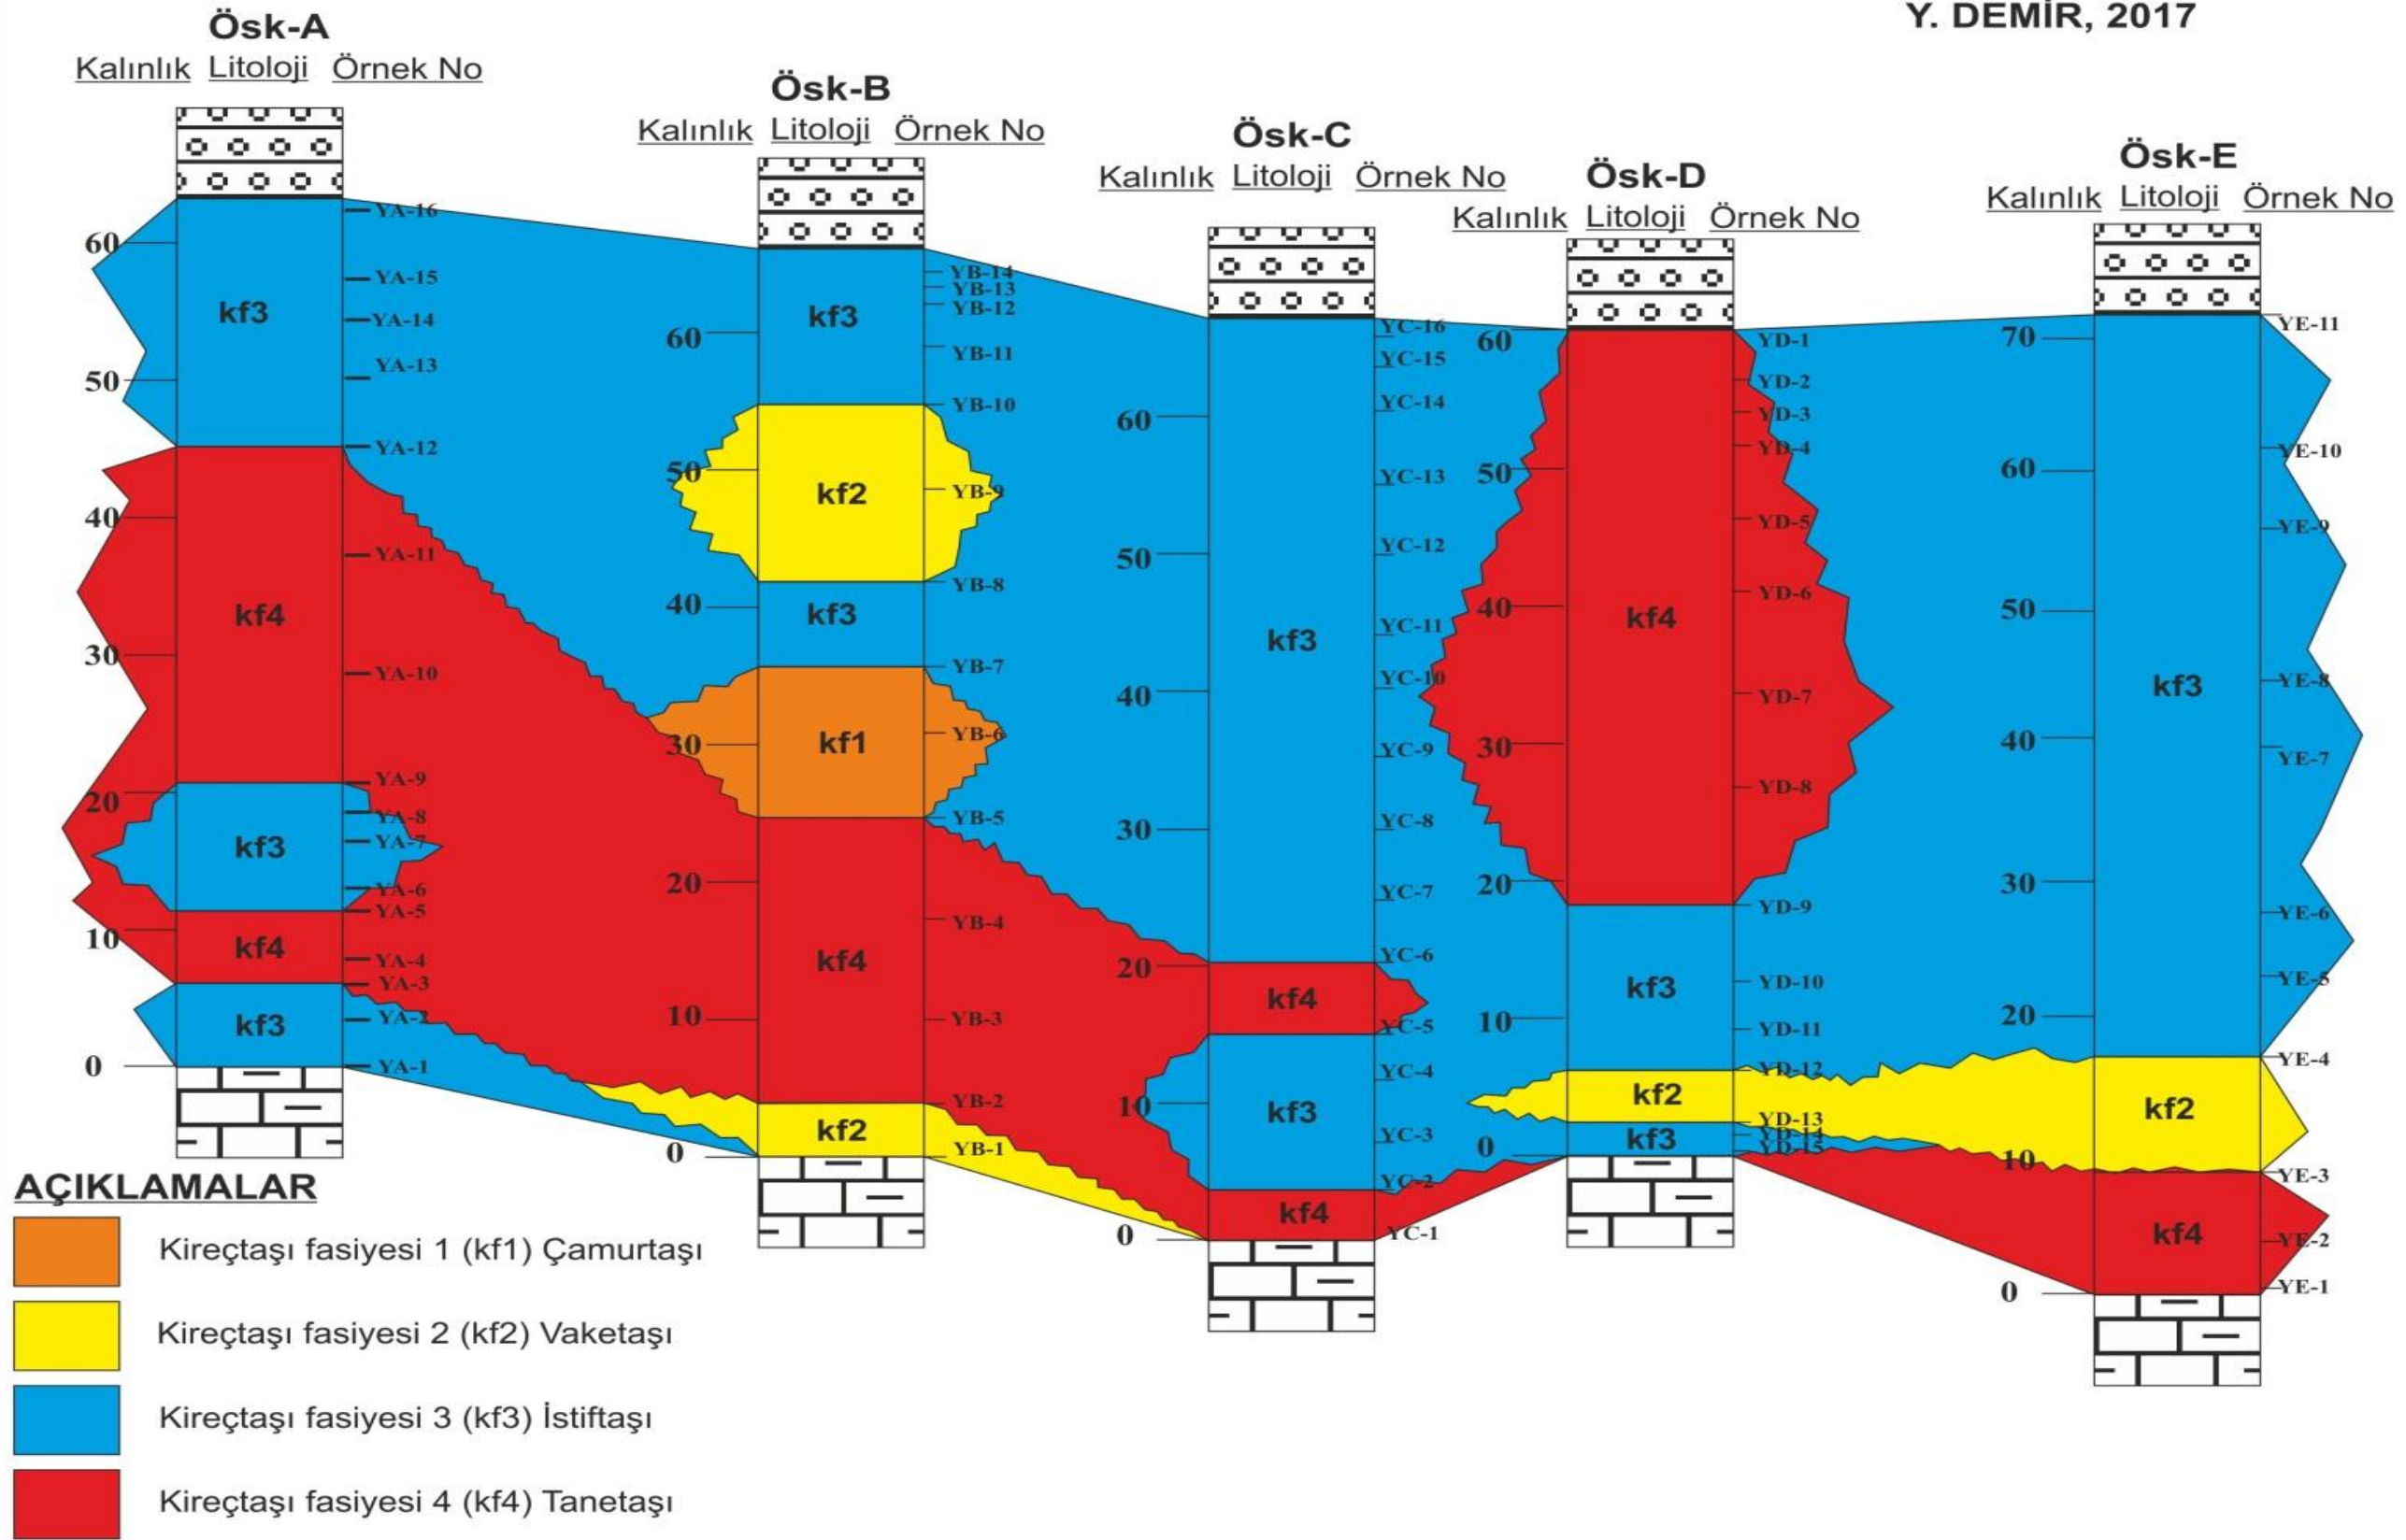 Y. DEMİR, 2017
Ösk-A
Kalınlık Litoloji Örnek No
60
50
40
30
20
10
0
kf3
kf4
kf3
kf4
kf3
YA-16
YA-15
YA-14
YA-13
YA-12
YA-11
YA-10
YA-9
YA-8
YA-7
YA-6
YA-5
YA-4
YA-3
YA-2
YA-1
Ösk-B
Kalınlık Litoloji Örnek No
60
50
40
30
20
10
0
kf3
kf2
kf3
kf1
kf4
kf2
YB-14
YB-13
YB-12
YB-11
YB-10
YB-9
YB-8
YB-7
YB-6
YB-5
YB-4
YB-3
YB-2
YB-1
Ösk-C
Kalınlık Litoloji Örnek No
60
50
40
30
20
10
0
kf3
kf4
kf3
kf4
YC-16
YC-15
YC-14
YC-13
YC-12
YC-11
YC-10
YC-9
YC-8
YC-7
YC-6
YC-5
YC-4
YC-3
YC-2
YC-1
Ösk-D
Kalınlık Litoloji Örnek No
60
50
40
30
20
10
0
kf4
kf3
kf2
kf3
YD-1
YD-2
YD-3
YD-4
YD-5
YD-6
YD-7
YD-8
YD-9
YD-10
YD-11
YD-12
YD-13
YD-14
YD-15
Ösk-E
Kalınlık Litoloji Örnek No
70
60
50
40
30
20
10
0
kf3
kf2
kf4
YE-11
YE-10
YE-9
YE-8
YE-7
YE-6
YE-5
YE-4
YE-3
YE-2
YE-1
AÇIKLAMALAR
Kireçtaşı fasiyesi 1 (kf1) Çamurtaşı
Kireçtaşı fasiyesi 2 (kf2) Vaketaşı
Kireçtaşı fasiyesi 3 (kf3) İstiftaşı
Kireçtaşı fasiyesi 4 (kf4) Tanetaşı